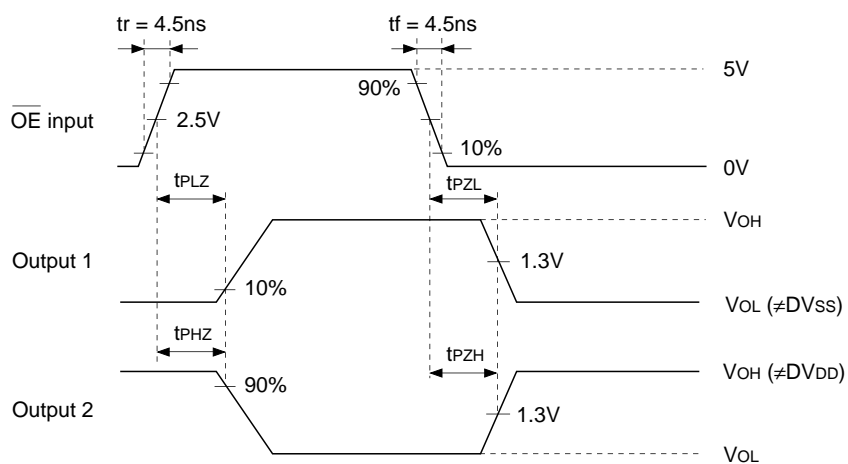 tr = 4.5ns
tf = 4.5ns
5V
90%
O̅E̅ input
2.5V
10%
0V
tPLZ
tPZL
VOH
Output 1
1.3V
10%
VOL (≠DVSS)
tPHZ
tPZH
VOH (≠DVDD)
90%
Output 2
1.3V
VOL